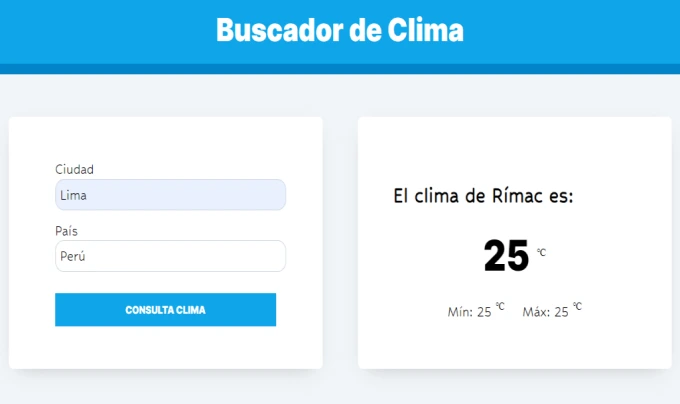 Buscador de Clima
Ciudad
Lima
País
Perú
CONSULTA CLIMA
El clima de Rímac es:
25 °C
Mín: 25 °C Máx: 25 °C